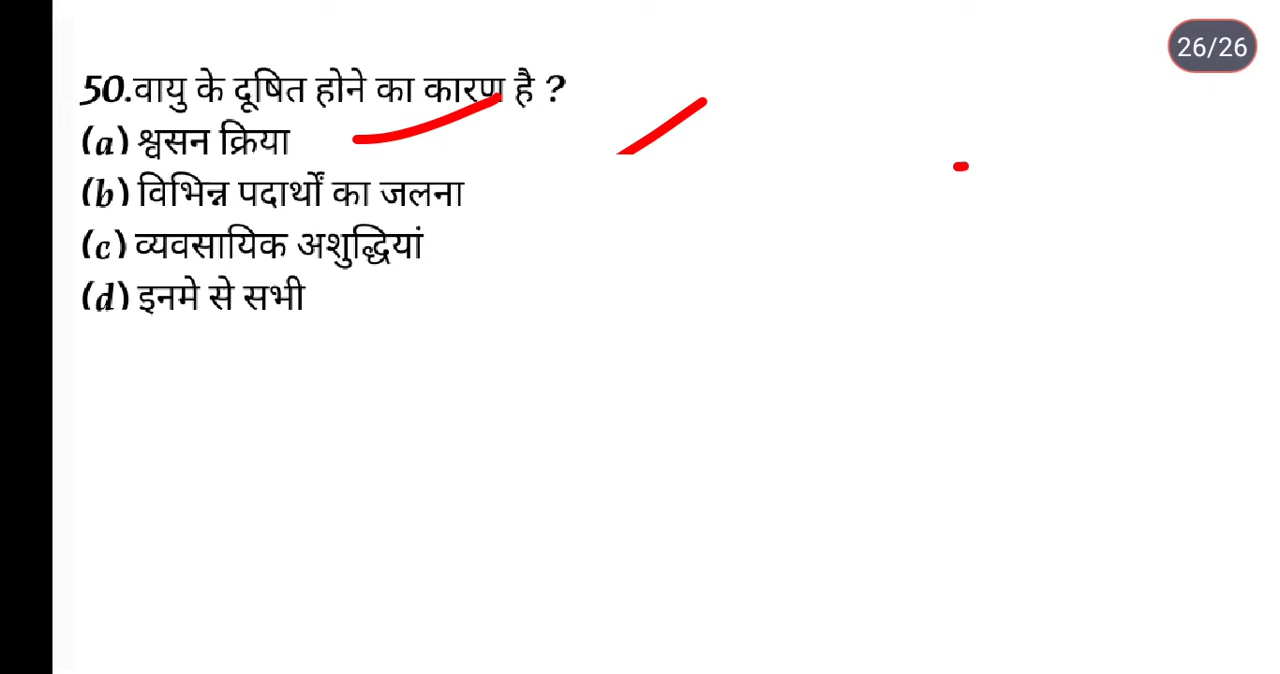 26/26
50.वायु के दूषित होने का कारण है ?
(a) श्वसन क्रिया
(b) विभिन्न पदार्थों का जलना
(c) व्यवसायिक अशुद्धियां
(d) इनमे से सभी